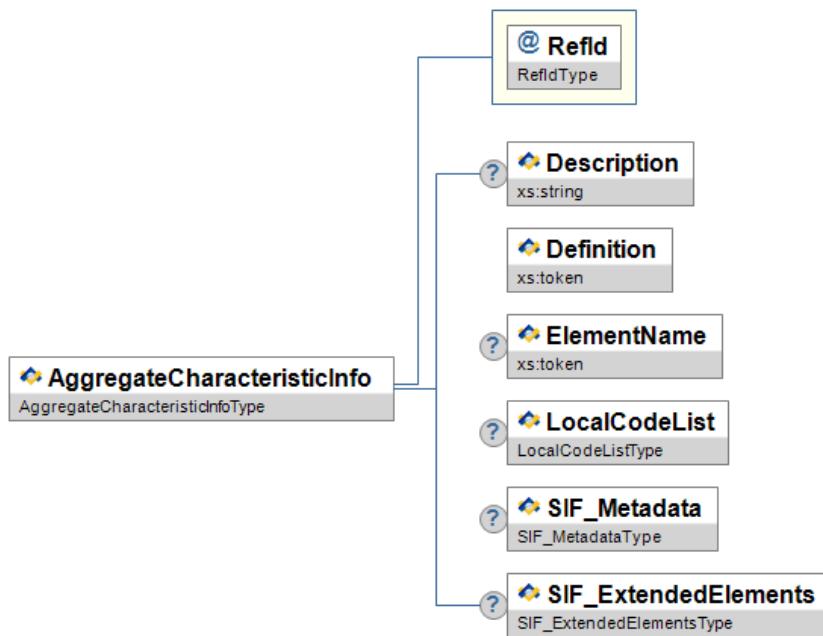 @ RefId
RefIdType
? Description
xs:string
Definition
xs:token
? ElementName
xs:token
AggregateCharacteristicInfo
AggregateCharacteristicInfoType
? LocalCodeList
LocalCodeListType
? SIF_Metadata
SIF_MetadataType
? SIF_ExtendedElements
SIF_ExtendedElementsType